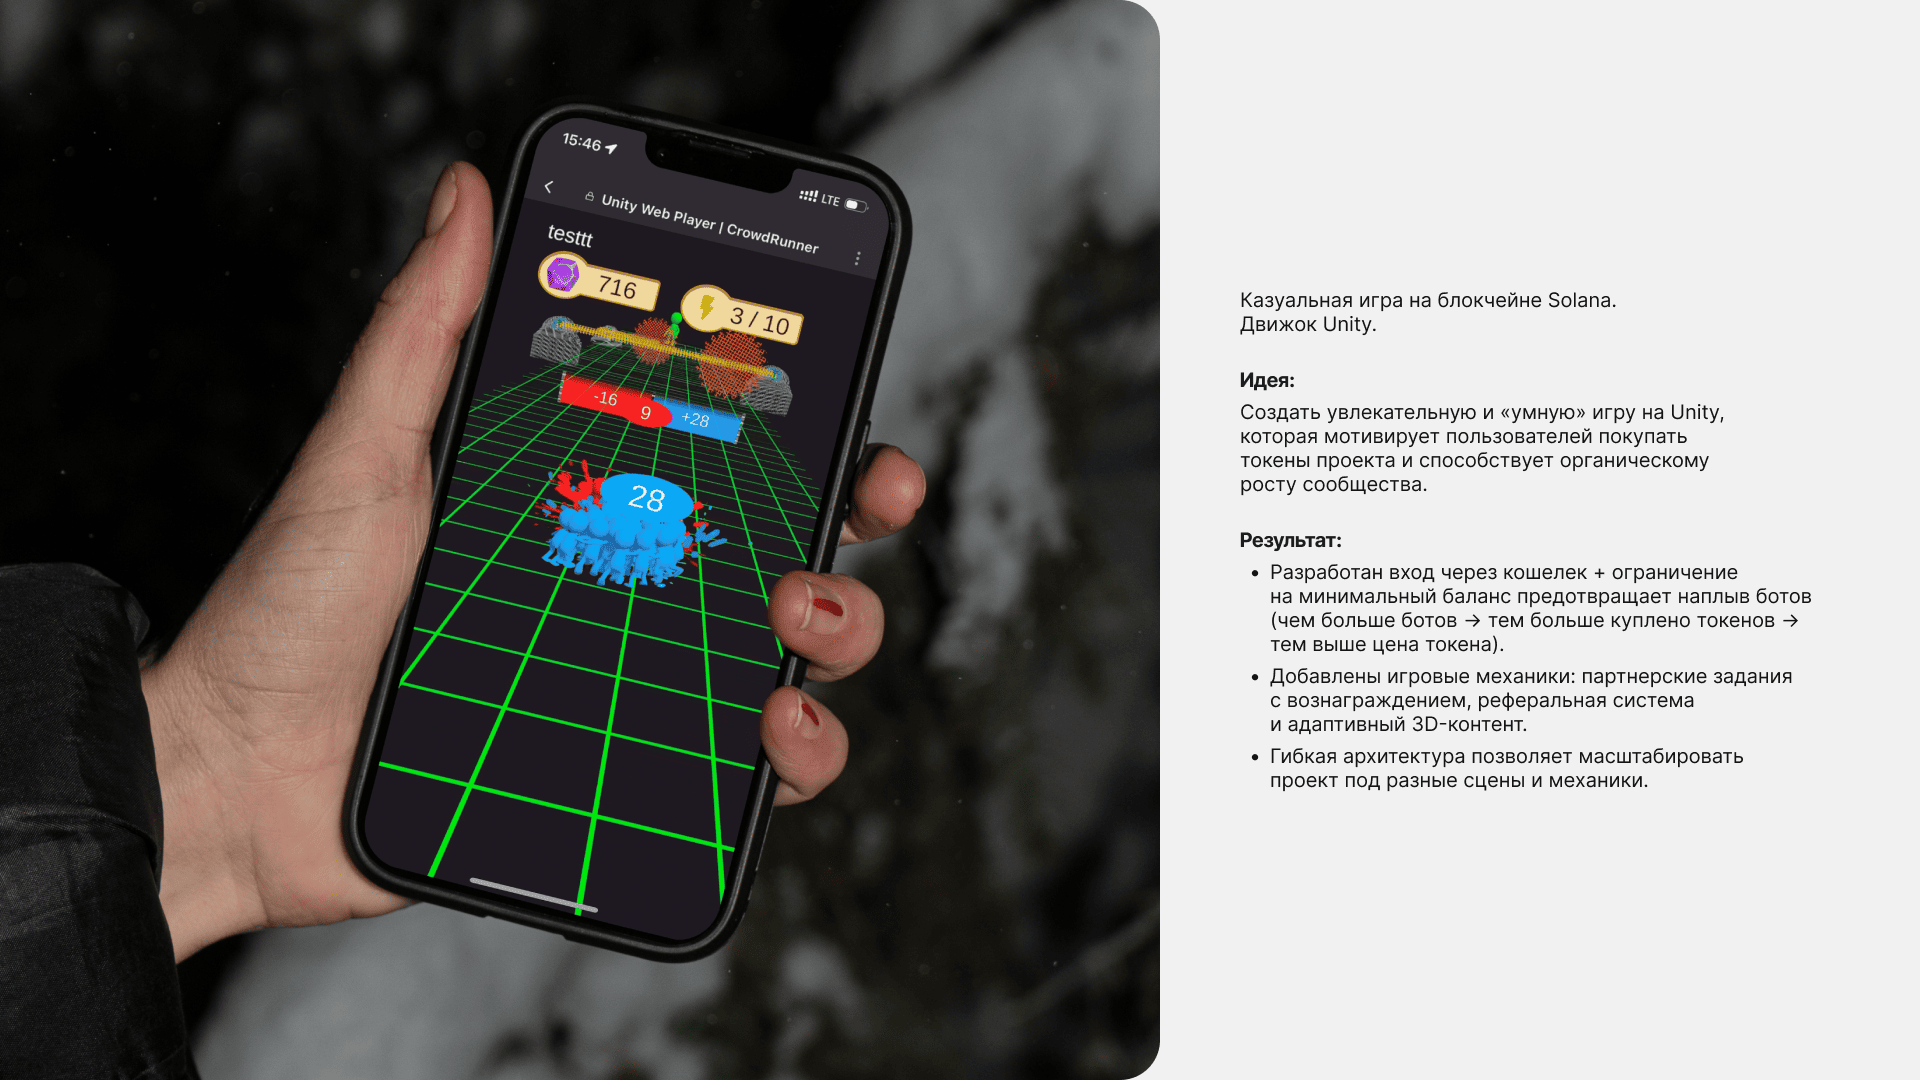 15:46
LTE
Unity Web Player | CrowdRunner
testtt
716
3 / 10
-16
9
+28
28
Казуальная игра на блокчейне Solana.
Движок Unity.
Идея:
Создать увлекательную и «умную» игру на Unity,
которая мотивирует пользователей покупать
токены проекта и способствует органическому
росту сообщества.
Результат:
• Разработан вход через кошелек + ограничение
на минимальный баланс предотвращает наплыв ботов
(чем больше ботов → тем больше куплено токенов →
тем выше цена токена).
• Добавлены игровые механики: партнерские задания
с вознаграждением, реферальная система
и адаптивный 3D-контент.
• Гибкая архитектура позволяет масштабировать
проект под разные сцены и механики.